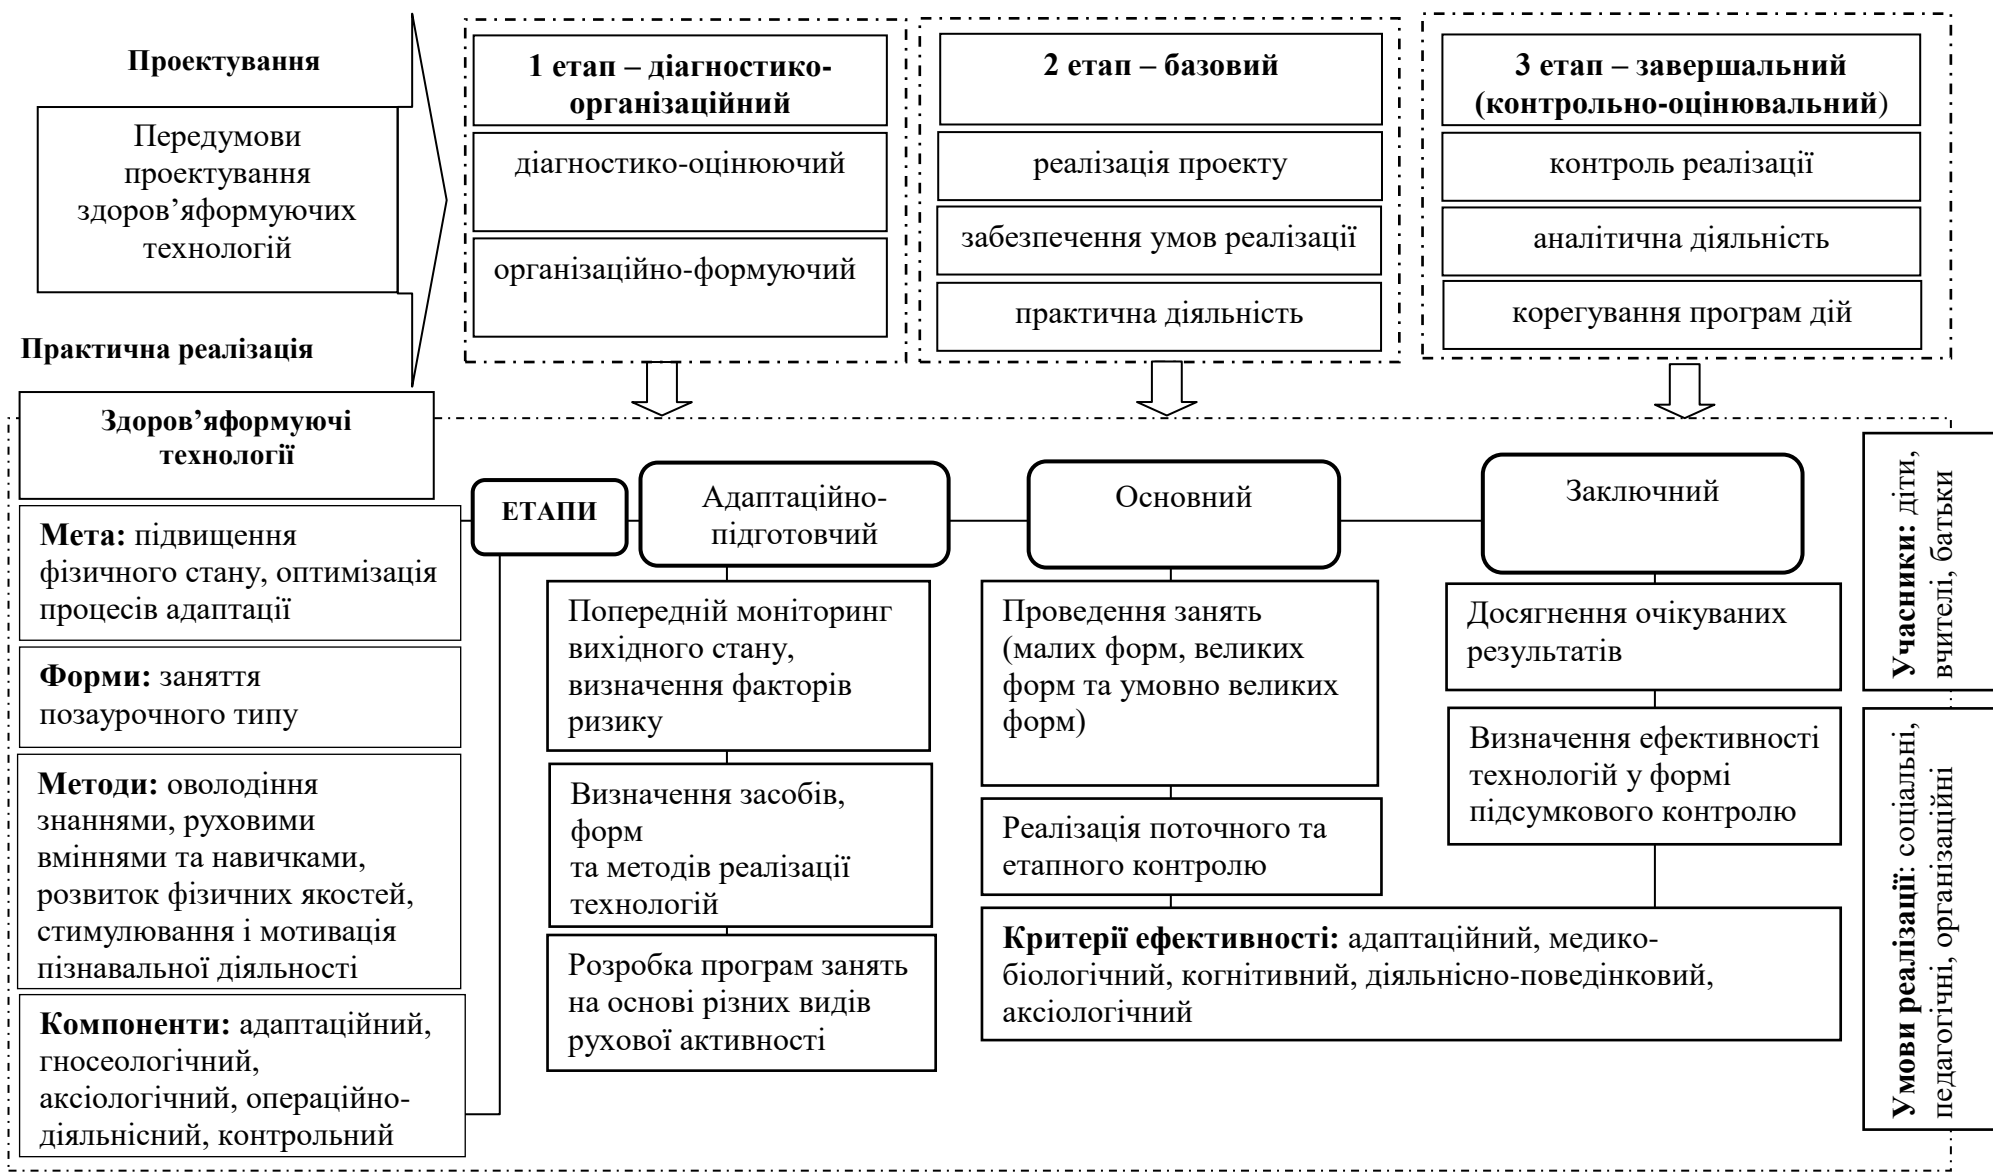 Проектування
Передумови
проектування
здоров’яформуючих
технологій
1 етап – діагностико-
організаційний
діагностико-оцінюючий
організаційно-формуючий
2 етап – базовий
реалізація проекту
забезпечення умов реалізації
практична діяльність
3 етап – завершальний
(контрольно-оцінювальний)
контроль реалізації
аналітична діяльність
корегування програм дій
Практична реалізація
Здоров’яформуючі
технології
Мета: підвищення
фізичного стану, оптимізація
процесів адаптації
Форми: заняття
позаурочного типу
Методи: оволодіння
знаннями, руховими
вміннями та навичками,
розвиток фізичних якостей,
стимулювання і мотивація
пізнавальної діяльності
Компоненти: адаптаційний,
гносеологічний,
аксіологічний, операційно-
діяльнісний, контрольний
ЕТАПИ
Адаптаційно-
підготовчий
Попередній моніторинг
вихідного стану,
визначення факторів
ризику
Визначення засобів,
форм
та методів реалізації
технологій
Розробка програм занять
на основі різних видів
рухової активності
Основний
Проведення занять
(малих форм, великих
форм та умовно великих
форм)
Реалізація поточного та
етапного контролю
Заключний
Досягнення очікуваних
результатів
Визначення ефективності
технологій у формі
підсумкового контролю
Критерії ефективності: адаптаційний, медико-
біологічний, когнітивний, діяльнісно-поведінковий,
аксіологічний
Учасники: діти,
вчителі, батьки
Умови реалізації: соціальні,
педагогічні, організаційні